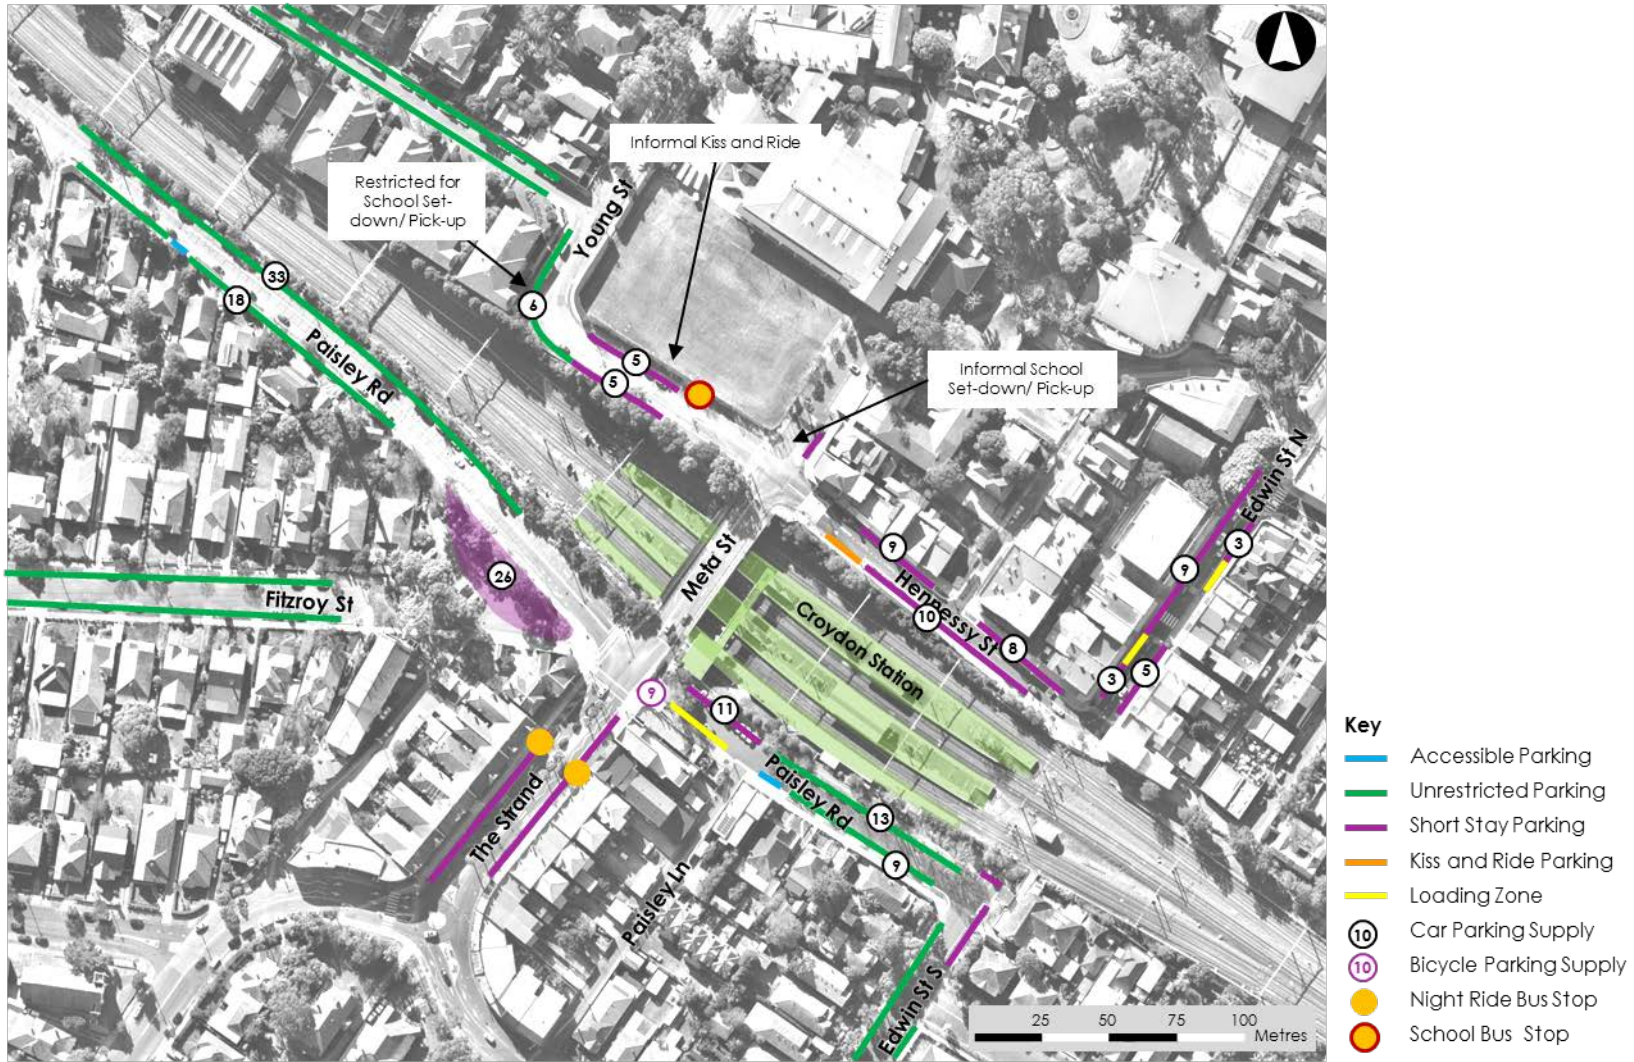 Informal Kiss and Ride
Restricted for
School Set-
down/ Pick-up
Young St
33
18
6
Paisley Rd
5
5
Informal School
Set-down/ Pick-up
Edwin St N
9
3
9
Meta St
26
Hennessy St
10
Fitzroy St
Croydon Station
8
5
3
9
11
Paisley Rd
13
The Strand
9
Paisley Ln
Edwin St S
25 50 75 100
Metres
Key
Accessible Parking
Unrestricted Parking
Short Stay Parking
Kiss and Ride Parking
Loading Zone
10 Car Parking Supply
10 Bicycle Parking Supply
Night Ride Bus Stop
School Bus Stop